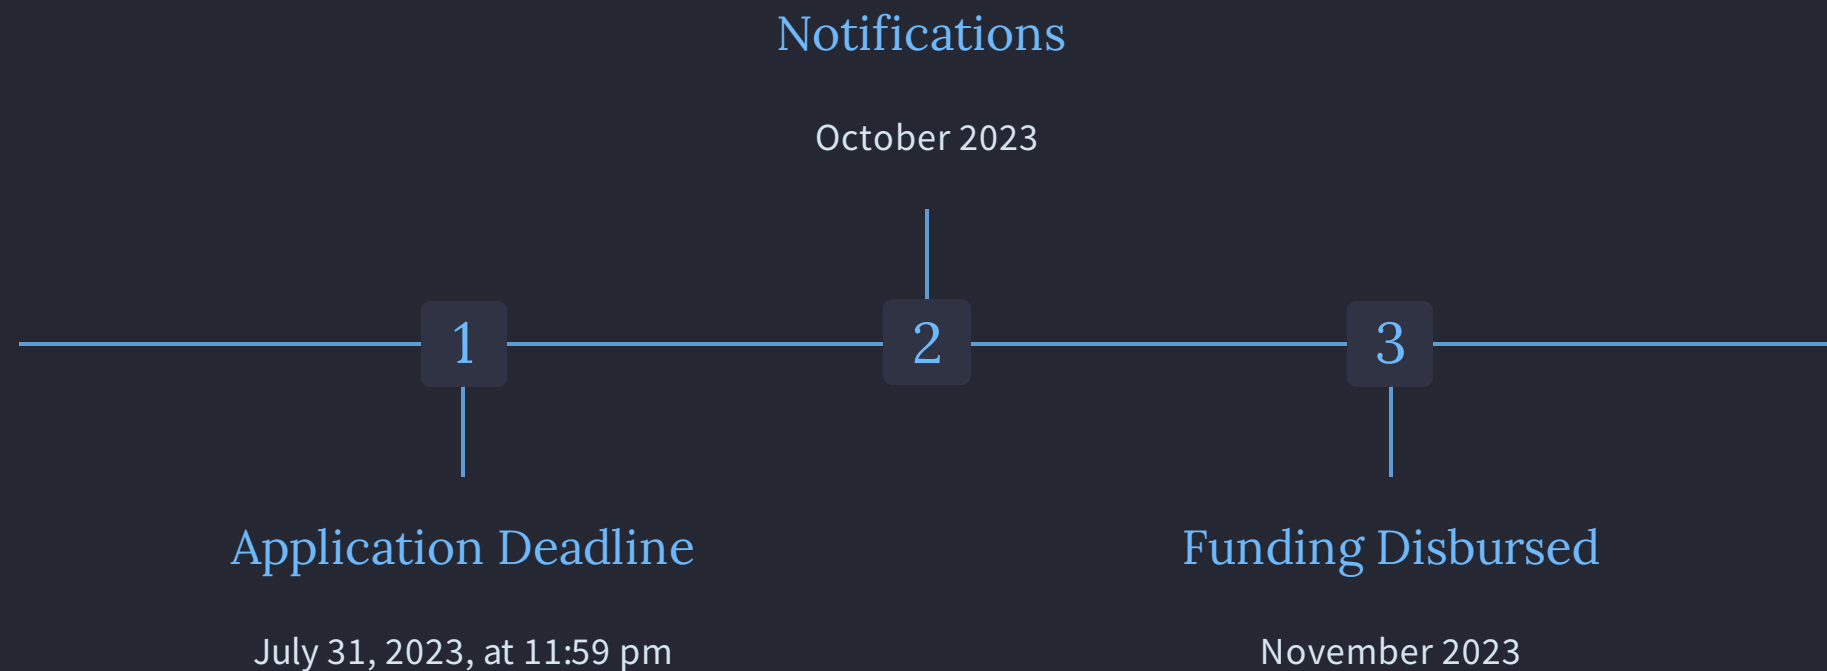 Notifications
October 2023
1
2
3
Application Deadline
July 31, 2023, at 11:59 pm
Funding Disbursed
November 2023